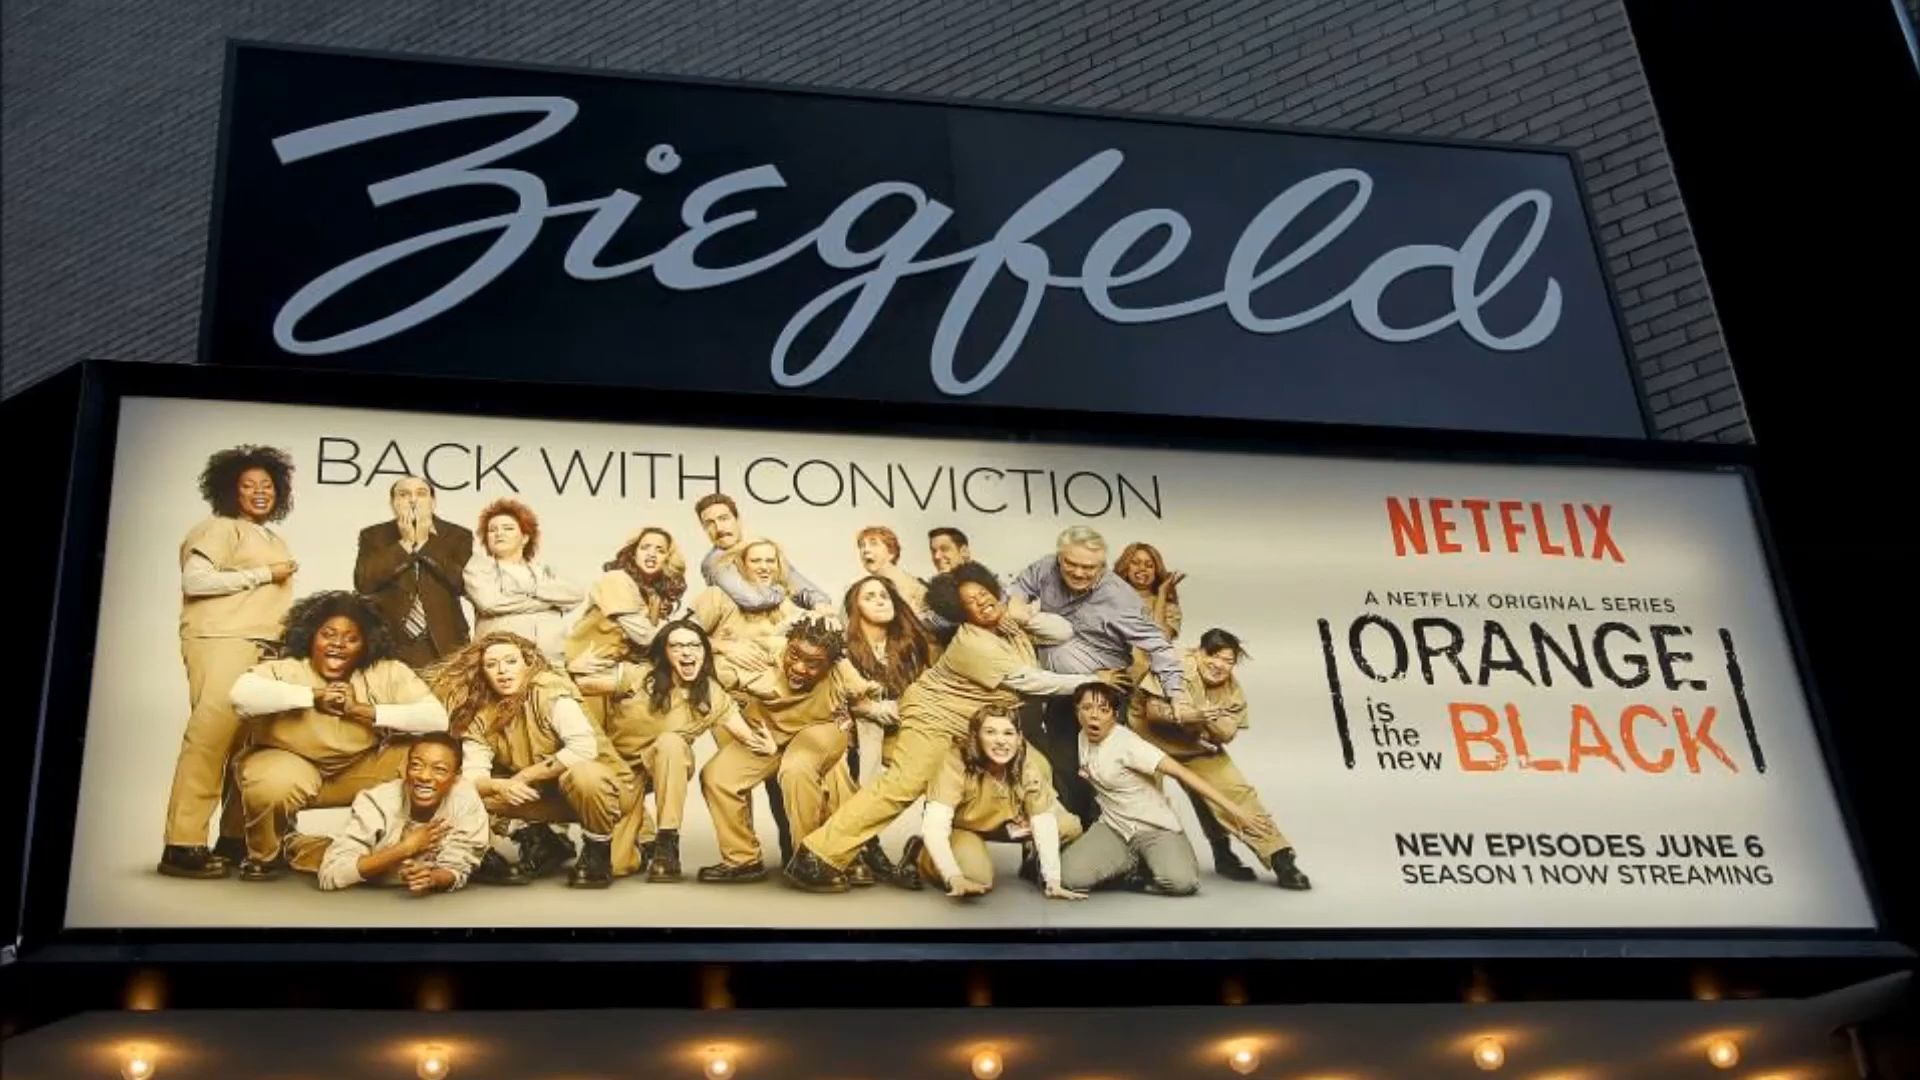 Ziegfeld
BACK WITH CONVICTION
NETFLIX
A NETFLIX ORIGINAL SERIES
ORANGE
is
the
new
BLACK
NEW EPISODES JUNE 6
SEASON 1 NOW STREAMING